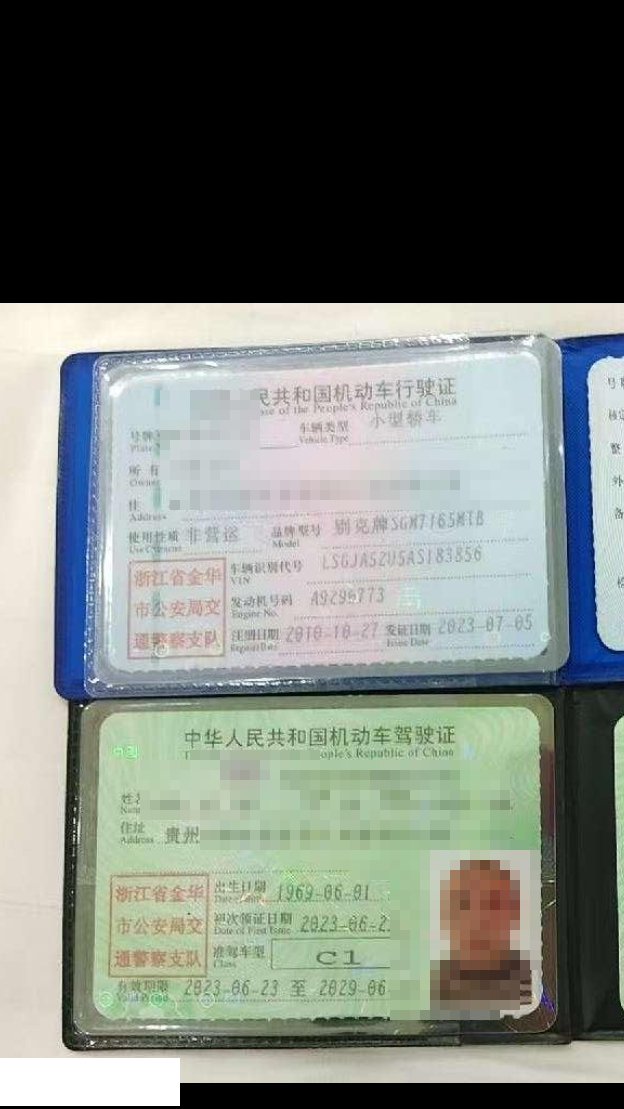 民共和国机动车行驶证
of the People's Republic of China
号牌
Plate
车辆类型 小型轿车
Vehicle Type
所有
Owner
住
Address
使用性质 非营运 品牌型号 别克牌SGM7165MTB
Use Character Model
浙江省金华
市公安局交
通警察支队
车辆识别代号 LSGJA52U5AS183856
VIN
发动机号码 A9296773
Engine No.
注册日期 2010-10-27 发证日期 2023-07-05
Register Date Issue Date
中华人民共和国机动车驾驶证
ople's Republic of China
姓名
Name
住址 贵州
Address
浙江省金华
市公安局交
通警察支队
出生日期 1969-06-01
初次领证日期 2023-06-2
Date of First Issue
准驾车型 C1
Class
有效期限 2023-06-23 至 2029-06
Valid Period